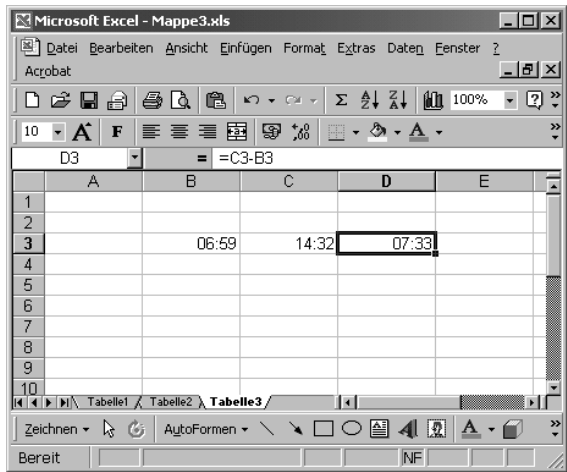 Microsoft Excel - Mappe3.xls
Datei Bearbeiten Ansicht Einfügen Format Extras Daten Fenster ?
Acrobat
Σ 100% ?
10 A F A
D3 = =C3-B3
A B C D E
1
2
3 06:59 14:32 07:33
4
5
6
7
8
9
10
Tabelle1 Tabelle2 Tabelle3
Zeichnen AutoFormen A
Bereit NF